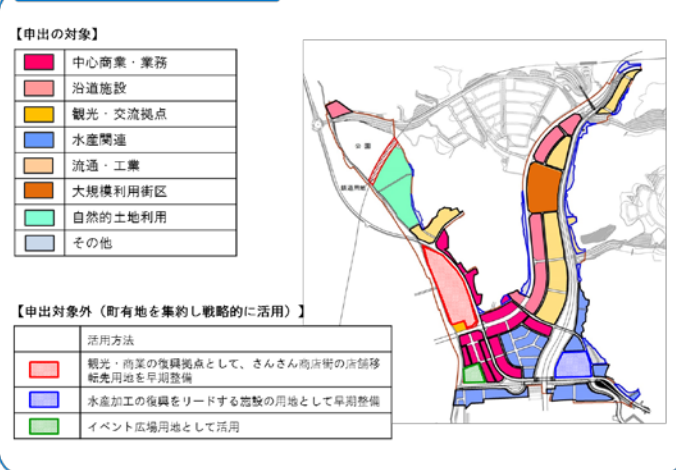 【申出の対象】
中心商業・業務
沿道施設
観光・交流拠点
水産関連
流通・工業
大規模利用街区
自然的土地利用
その他
公園
【申出対象外（町有地を集約し戦略的に活用）】
活用方法
観光・商業の復興拠点として、さんさん商店街の店舗移
転先用地を早期整備
水産加工の復興をリードする施設の用地として早期整備
イベント広場用地として活用